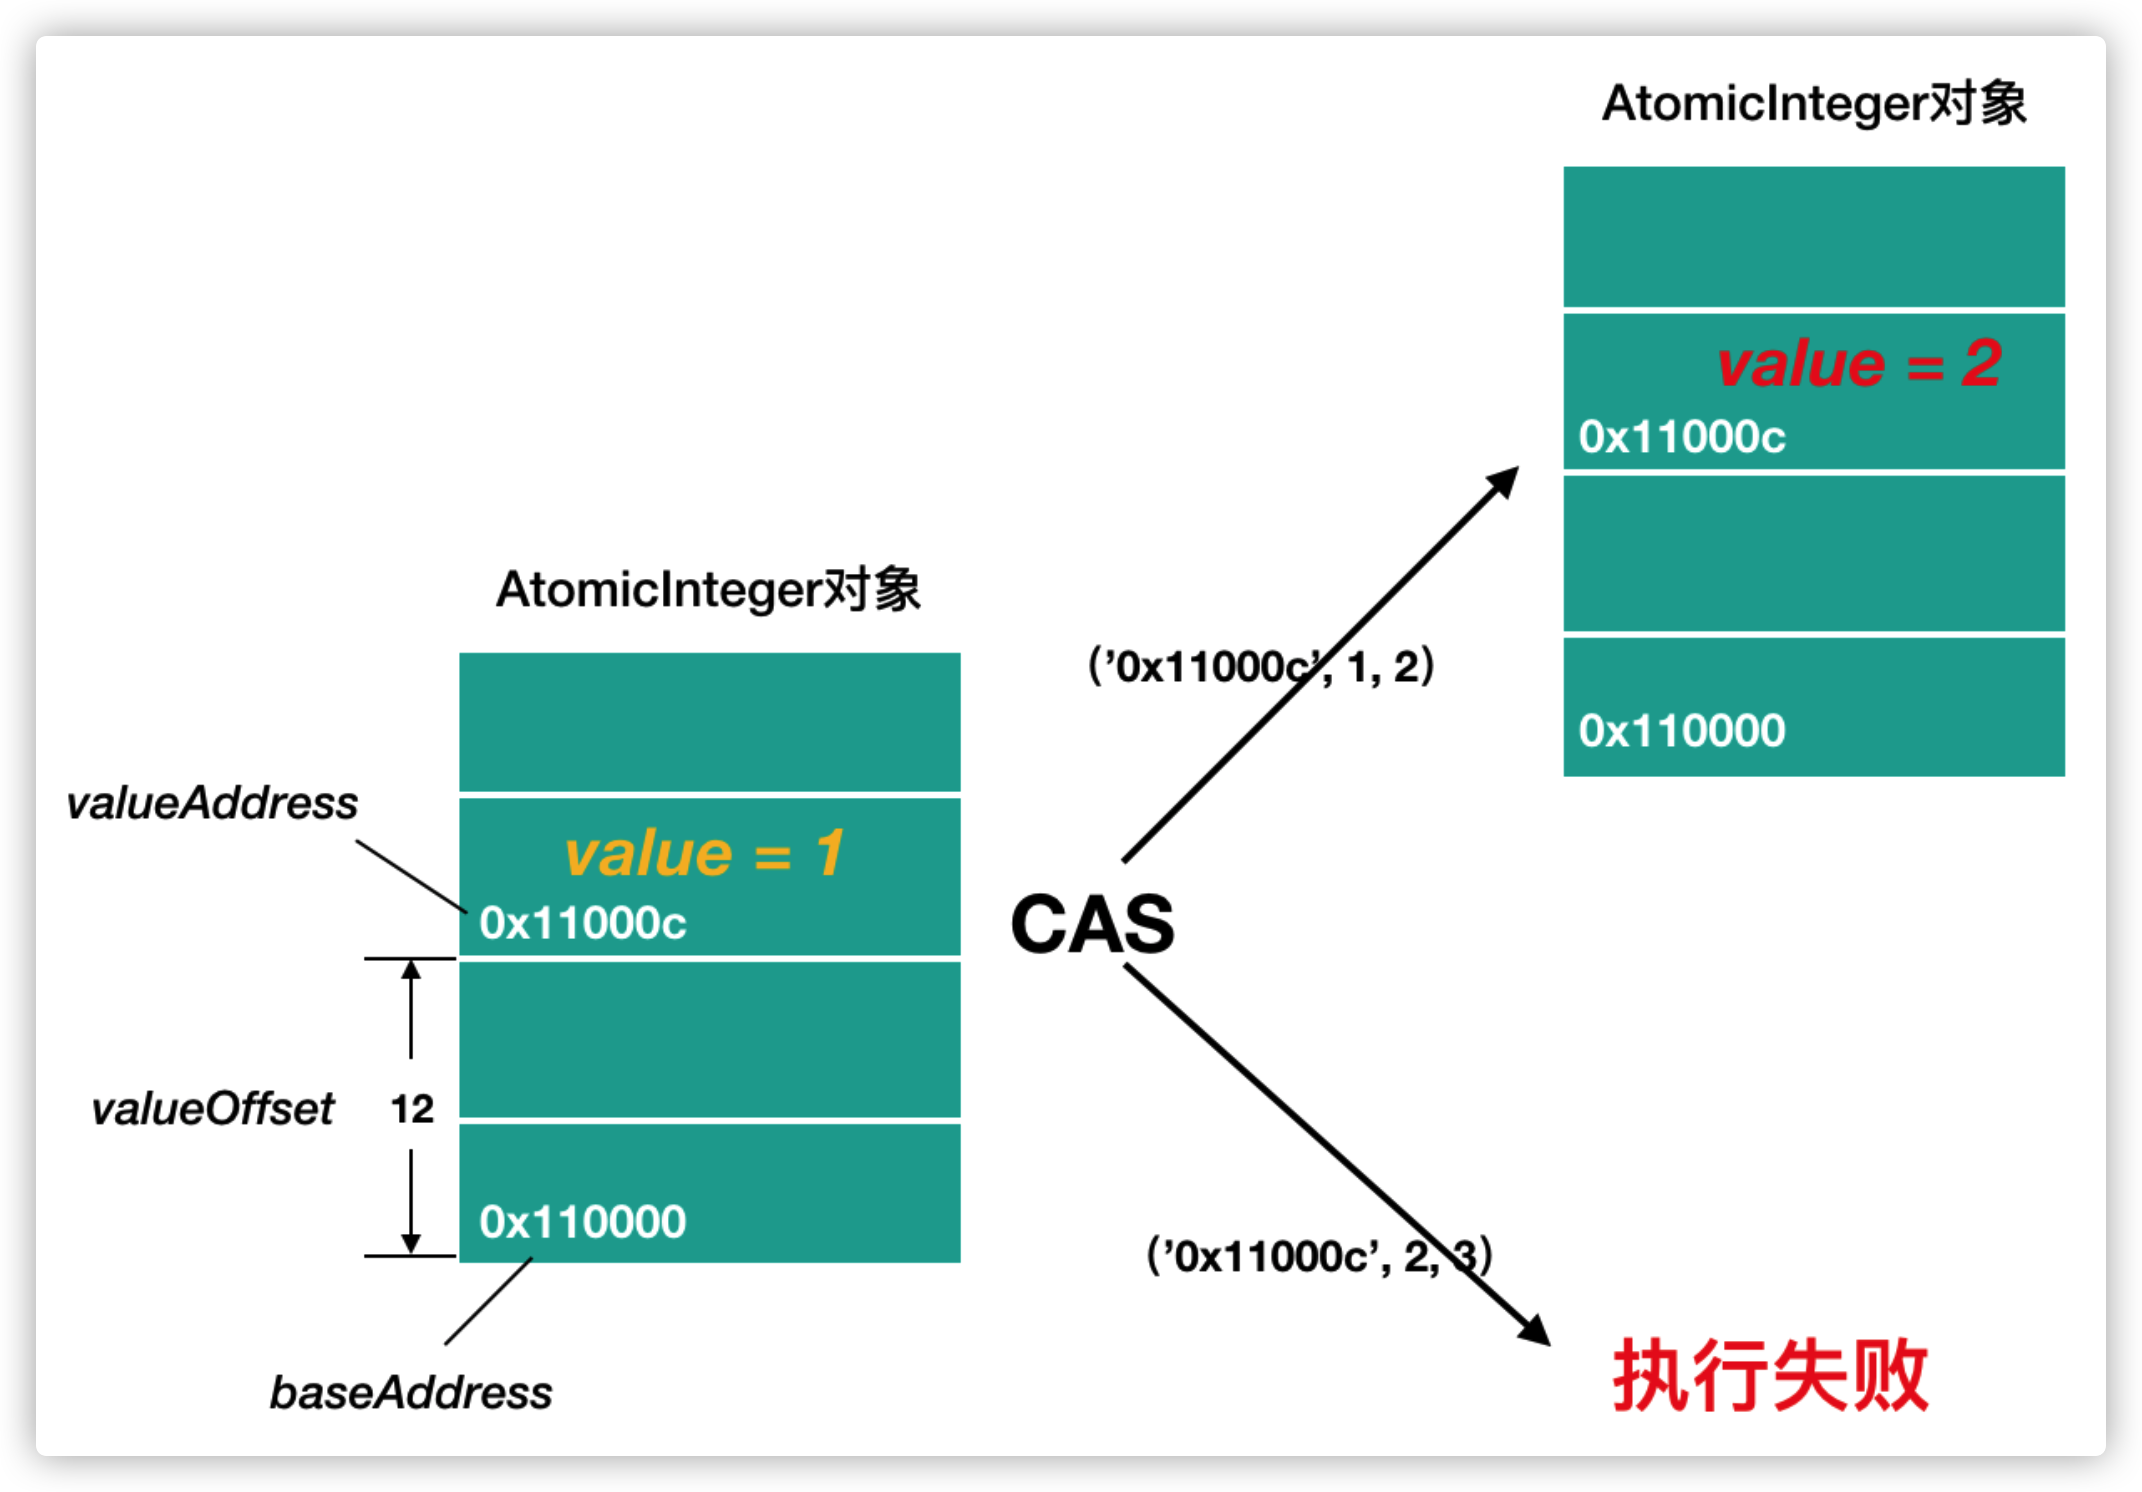 AtomicInteger对象
value = 2
0x11000c
0x110000
AtomicInteger对象
valueAddress
value = 1
0x11000c
valueOffset
12
0x110000
baseAddress
CAS
(’0x11000c’, 1, 2)
(’0x11000c’, 2, 3)
执行失败